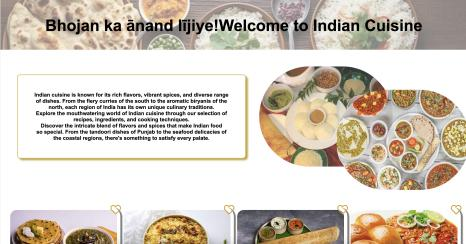 Bhojan ka ānand lījiye!Welcome to Indian Cuisine
Indian cuisine is known for its rich flavors, vibrant spices, and diverse range
of dishes. From the fiery curries of the south to the aromatic biryanis of the
north, each region of India has its own unique culinary traditions.
Explore the mouthwatering world of Indian cuisine through our selection of
recipes, ingredients, and cooking techniques.
Discover the intricate blend of flavors and spices that make Indian food
so special. From the tandoori dishes of Punjab to the seafood delicacies of
the coastal regions, there's something to satisfy every palate.